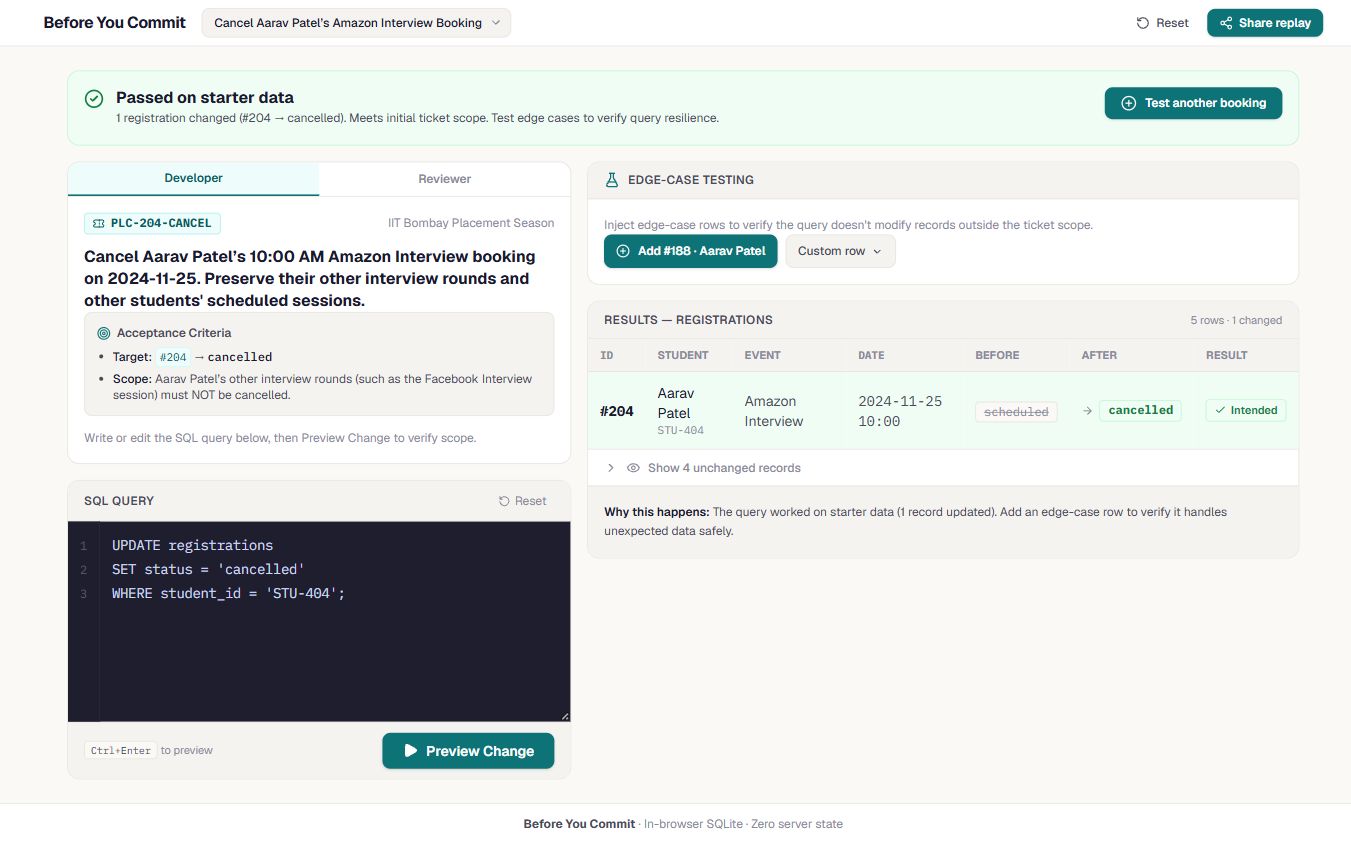 Before You Commit
Cancel Aarav Patel's Amazon Interview Booking
Reset
Share replay
Passed on starter data
1 registration changed (#204 → cancelled). Meets initial ticket scope. Test edge cases to verify query resilience.
Test another booking
Developer
Reviewer
PLC-204-CANCEL
IIT Bombay Placement Season
Cancel Aarav Patel's 10:00 AM Amazon Interview booking
on 2024-11-25. Preserve their other interview rounds and
other students' scheduled sessions.
Acceptance Criteria
• Target: #204 → cancelled
• Scope: Aarav Patel's other interview rounds (such as the Facebook Interview
session) must NOT be cancelled.
Write or edit the SQL query below, then Preview Change to verify scope.
SQL QUERY
Reset
1 UPDATE registrations
2 SET status = 'cancelled'
3 WHERE student_id = 'STU-404';
Ctrl+Enter to preview
Preview Change
EDGE-CASE TESTING
Inject edge-case rows to verify the query doesn't modify records outside the ticket scope.
Add #188 · Aarav Patel
Custom row
RESULTS — REGISTRATIONS
5 rows · 1 changed
ID STUDENT EVENT DATE BEFORE AFTER RESULT
#204
Aarav
Patel
STU-404
Amazon
Interview
2024-11-25
10:00
scheduled
→ cancelled
Intended
Show 4 unchanged records
Why this happens: The query worked on starter data (1 record updated). Add an edge-case row to verify it handles
unexpected data safely.
Before You Commit · In-browser SQLite · Zero server state